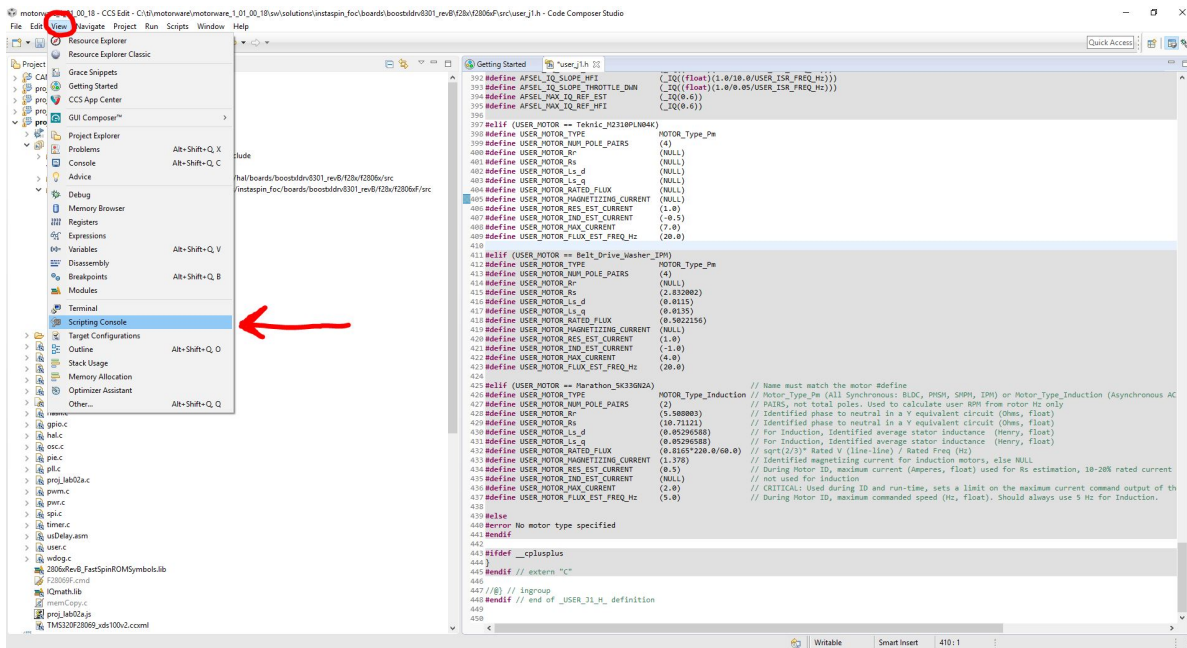 motorware_1_01_00_18 - CCS Edit - C:\ti\motorware\motorware_1_01_00_18\sw\solutions\instaspin_foc\boards\boostxldrv8301_revB\f28x\f2806xF\src\user_j1.h - Code Composer Studio
File Edit View Navigate Project Run Scripts Window Help
Quick Access
Project
Resource Explorer
Resource Explorer Classic
Grace Snippets
Getting Started
CCS App Center
GUI Composer™
Project Explorer
Problems Alt+Shift+Q, X
Console Alt+Shift+Q, C
Advice
Debug
Memory Browser
Registers
Expressions
Variables Alt+Shift+Q, V
Disassembly
Breakpoints Alt+Shift+Q, B
Modules
Terminal
Scripting Console
Target Configurations
Outline Alt+Shift+Q, O
Stack Usage
Memory Allocation
Optimizer Assistant
Other... Alt+Shift+Q, Q
clude
/hal/boards/boostxldrv8301_revB/f28x/f2806x/src
/instaspin_foc/boards/boostxldrv8301_revB/f28x/f2806xF/src
gpio.c
hal.c
osc.c
pie.c
pll.c
proj_lab02a.c
pwm.c
pwr.c
spi.c
timer.c
usDelay.asm
user.c
wdog.c
2806xRevB_FastSpinROMSymbols.lib
F28069F.cmd
IQmath.lib
memCopy.c
proj_lab02a.js
TMS320F28069_xds100v2.ccxml
Getting Started *user_j1.h
392 #define AFSEL_IQ_SLOPE_HFI (_IQ((float)(1.0/10.0/USER_ISR_FREQ_Hz)))
393 #define AFSEL_IQ_SLOPE_THROTTLE_DWN (_IQ((float)(1.0/0.05/USER_ISR_FREQ_Hz)))
394 #define AFSEL_MAX_IQ_REF_EST (_IQ(0.6))
395 #define AFSEL_MAX_IQ_REF_HFI (_IQ(0.6))
396
397 #elif (USER_MOTOR == Teknic_M2310PLN04K)
398 #define USER_MOTOR_TYPE MOTOR_Type_Pm
399 #define USER_MOTOR_NUM_POLE_PAIRS (4)
400 #define USER_MOTOR_Rr (NULL)
401 #define USER_MOTOR_Rs (NULL)
402 #define USER_MOTOR_Ls_d (NULL)
403 #define USER_MOTOR_Ls_q (NULL)
404 #define USER_MOTOR_RATED_FLUX (NULL)
405 #define USER_MOTOR_MAGNETIZING_CURRENT (NULL)
406 #define USER_MOTOR_RES_EST_CURRENT (1.0)
407 #define USER_MOTOR_IND_EST_CURRENT (-0.5)
408 #define USER_MOTOR_MAX_CURRENT (7.0)
409 #define USER_MOTOR_FLUX_EST_FREQ_Hz (20.0)
410
411 #elif (USER_MOTOR == Belt_Drive_Washer_IPM)
412 #define USER_MOTOR_TYPE MOTOR_Type_Pm
413 #define USER_MOTOR_NUM_POLE_PAIRS (4)
414 #define USER_MOTOR_Rr (NULL)
415 #define USER_MOTOR_Rs (2.832002)
416 #define USER_MOTOR_Ls_d (0.0115)
417 #define USER_MOTOR_Ls_q (0.0135)
418 #define USER_MOTOR_RATED_FLUX (0.5022156)
419 #define USER_MOTOR_MAGNETIZING_CURRENT (NULL)
420 #define USER_MOTOR_RES_EST_CURRENT (1.0)
421 #define USER_MOTOR_IND_EST_CURRENT (-1.0)
422 #define USER_MOTOR_MAX_CURRENT (4.0)
423 #define USER_MOTOR_FLUX_EST_FREQ_Hz (20.0)
424
425 #elif (USER_MOTOR == Marathon_5K33GN2A) // Name must match the motor #define
426 #define USER_MOTOR_TYPE MOTOR_Type_Induction // Motor_Type_Pm (All Synchronous: BLDC, PMSM, SMPM, IPM) or Motor_Type_Induction (Asynchronous AC
427 #define USER_MOTOR_NUM_POLE_PAIRS (2) // PAIRS, not total poles. Used to calculate user RPM from rotor Hz only
428 #define USER_MOTOR_Rr (5.508003) // Identified phase to neutral in a Y equivalent circuit (Ohms, float)
429 #define USER_MOTOR_Rs (10.71121) // Identified phase to neutral in a Y equivalent circuit (Ohms, float)
430 #define USER_MOTOR_Ls_d (0.05296588) // For Induction, Identified average stator inductance (Henry, float)
431 #define USER_MOTOR_Ls_q (0.05296588) // For Induction, Identified average stator inductance (Henry, float)
432 #define USER_MOTOR_RATED_FLUX (0.8165*220.0/60.0) // sqrt(2/3)* Rated V (line-line) / Rated Freq (Hz)
433 #define USER_MOTOR_MAGNETIZING_CURRENT (1.378) // Identified magnetizing current for induction motors, else NULL
434 #define USER_MOTOR_RES_EST_CURRENT (0.5) // During Motor ID, maximum current (Amperes, float) used for Rs estimation, 10-20% rated current
435 #define USER_MOTOR_IND_EST_CURRENT (NULL) // not used for induction
436 #define USER_MOTOR_MAX_CURRENT (2.0) // CRITICAL: Used during ID and run-time, sets a limit on the maximum current command output of th
437 #define USER_MOTOR_FLUX_EST_FREQ_Hz (5.0) // During Motor ID, maximum commanded speed (Hz, float). Should always use 5 Hz for Induction.
438
439 #else
440 #error No motor type specified
441 #endif
442
443 #ifdef __cplusplus
444 }
445 #endif // extern "C"
446
447 //@} // ingroup
448 #endif // end of _USER_J1_H_ definition
449
450
Writable Smart Insert 410 : 1